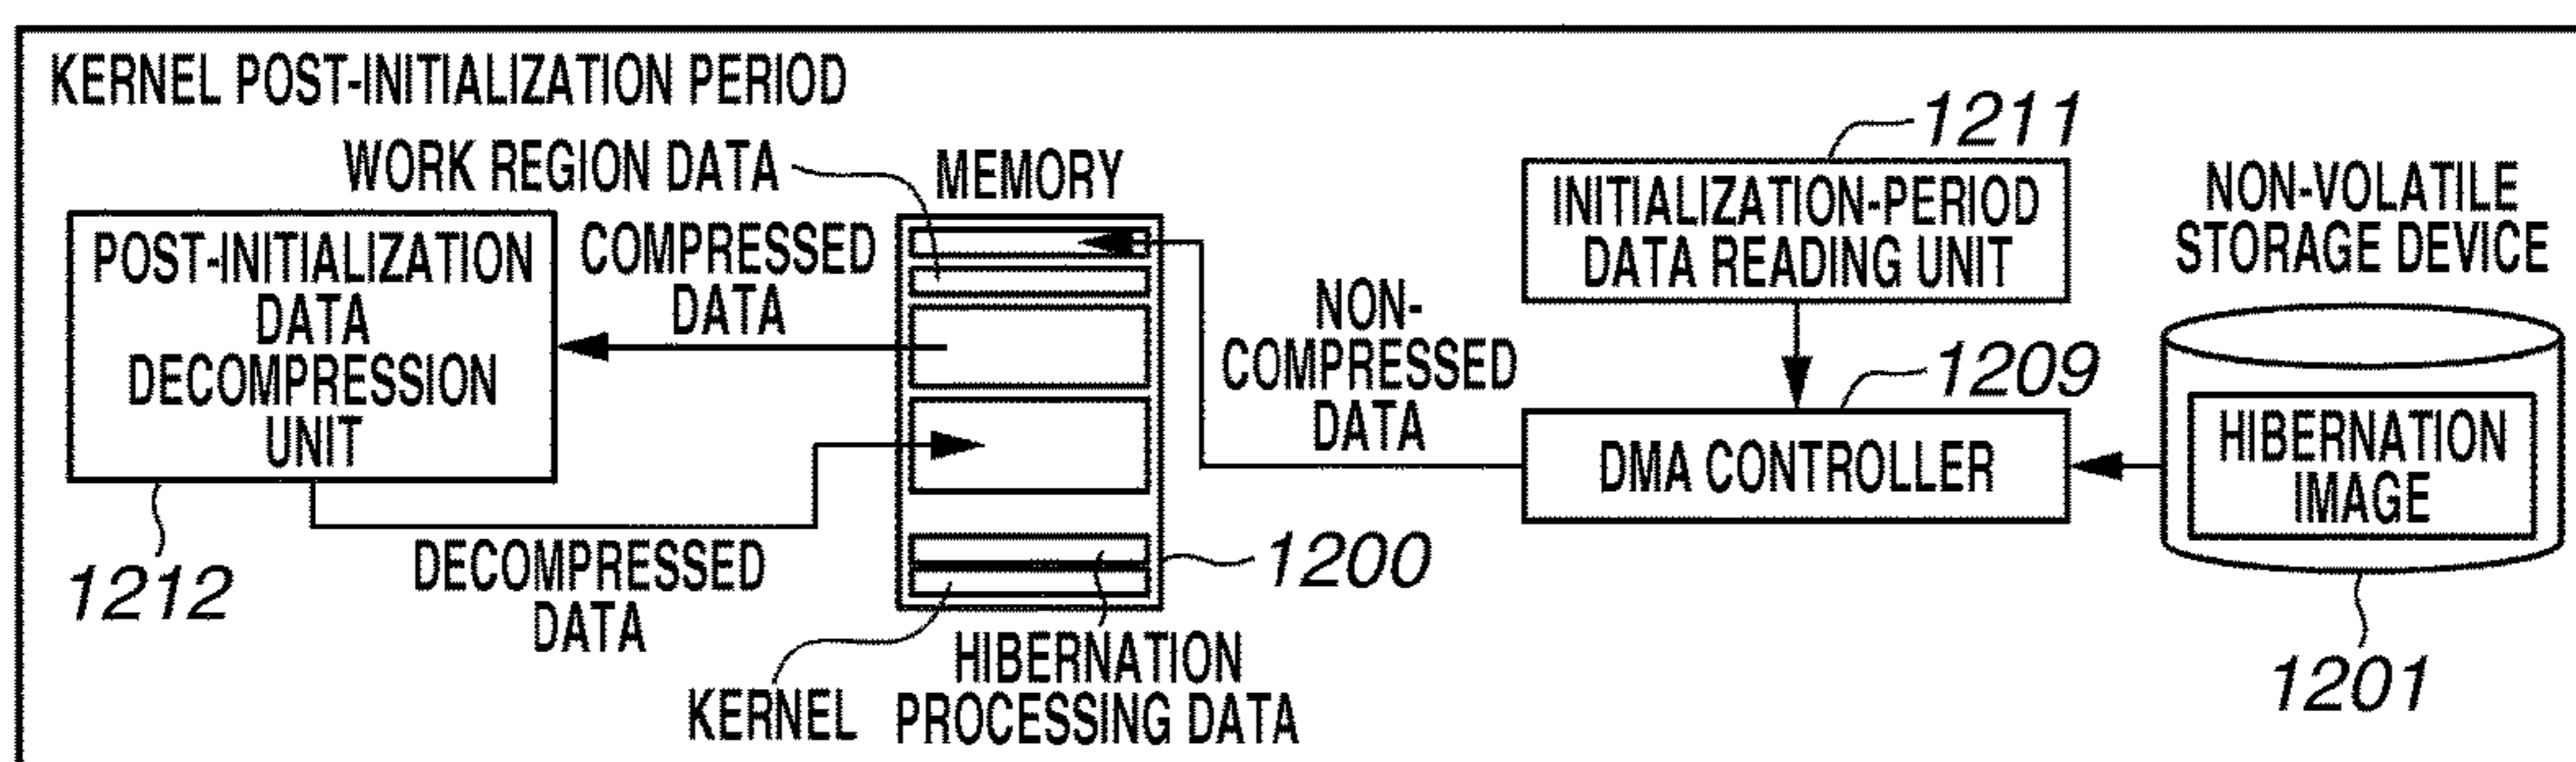 KERNEL POST-INITIALIZATION PERIOD
WORK REGION DATA
MEMORY
1211
INITIALIZATION-PERIOD
DATA READING UNIT
NON-VOLATILE
STORAGE DEVICE
POST-INITIALIZATION
DATA
DECOMPRESSION
UNIT
COMPRESSED
DATA
NON-
COMPRESSED
DATA
1209
DMA CONTROLLER
HIBERNATION
IMAGE
1212
DECOMPRESSED
DATA
1200
1201
KERNEL
HIBERNATION
PROCESSING DATA